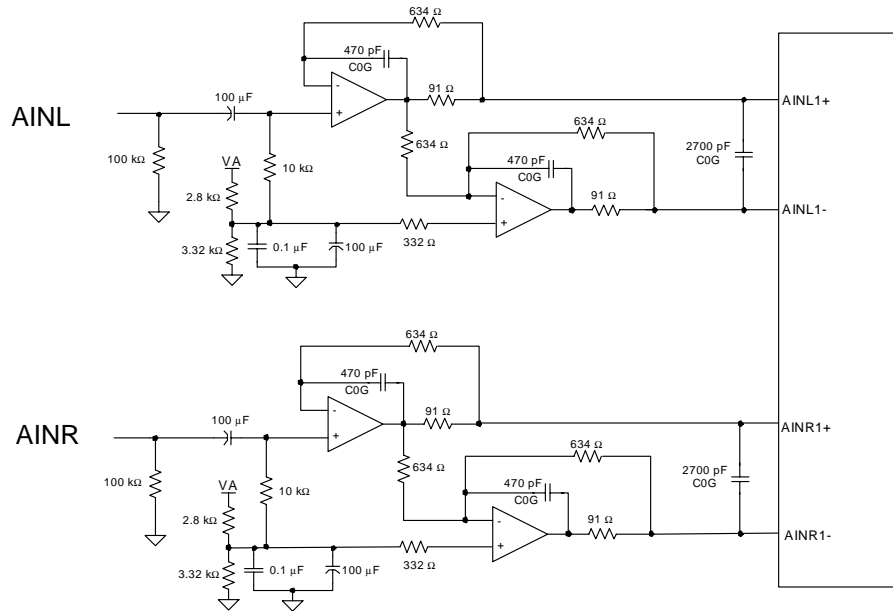 634 Ω
470 pF
C0G
100 µF
91 Ω
AINL
AINL1+
634 Ω
634 Ω
470 pF
C0G
2700 pF
C0G
100 kΩ
VA
10 kΩ
2.8 kΩ
91 Ω
AINL1-
3.32 kΩ
0.1 µF
100 µF
332 Ω
634 Ω
470 pF
C0G
100 µF
91 Ω
AINR
AINR1+
634 Ω
634 Ω
470 pF
C0G
2700 pF
C0G
100 kΩ
VA
10 kΩ
2.8 kΩ
91 Ω
AINR1-
3.32 kΩ
0.1 µF
100 µF
332 Ω